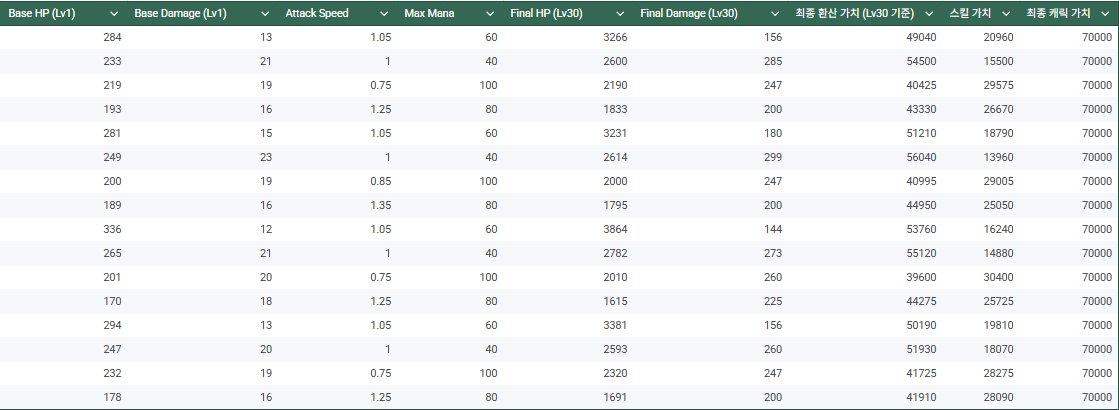 Base HP (Lv1) Base Damage (Lv1) Attack Speed Max Mana Final HP (Lv30) Final Damage (Lv30) 최종 환산 가치 (Lv30 기준) 스킬 가치 최종 캐릭 가치
284 13 1.05 60 3266 156 49040 20960 70000
233 21 1 40 2600 285 54500 15500 70000
219 19 0.75 100 2190 247 40425 29575 70000
193 16 1.25 80 1833 200 43330 26670 70000
281 15 1.05 60 3231 180 51210 18790 70000
249 23 1 40 2614 299 56040 13960 70000
200 19 0.85 100 2000 247 40995 29005 70000
189 16 1.35 80 1795 200 44950 25050 70000
336 12 1.05 60 3864 144 53760 16240 70000
265 21 1 40 2782 273 55120 14880 70000
201 20 0.75 100 2010 260 39600 30400 70000
170 18 1.25 80 1615 225 44275 25725 70000
294 13 1.05 60 3381 156 50190 19810 70000
247 20 1 40 2593 260 51930 18070 70000
232 19 0.75 100 2320 247 41725 28275 70000
178 16 1.25 80 1691 200 41910 28090 70000